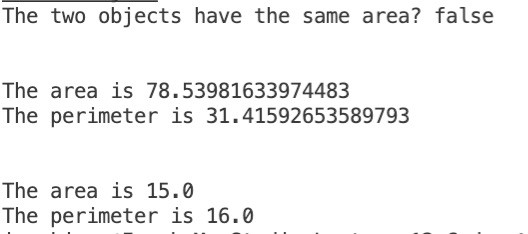 The two objects have the same area? false
The area is 78.53981633974483
The perimeter is 31.41592653589793
The area is 15.0
The perimeter is 16.0